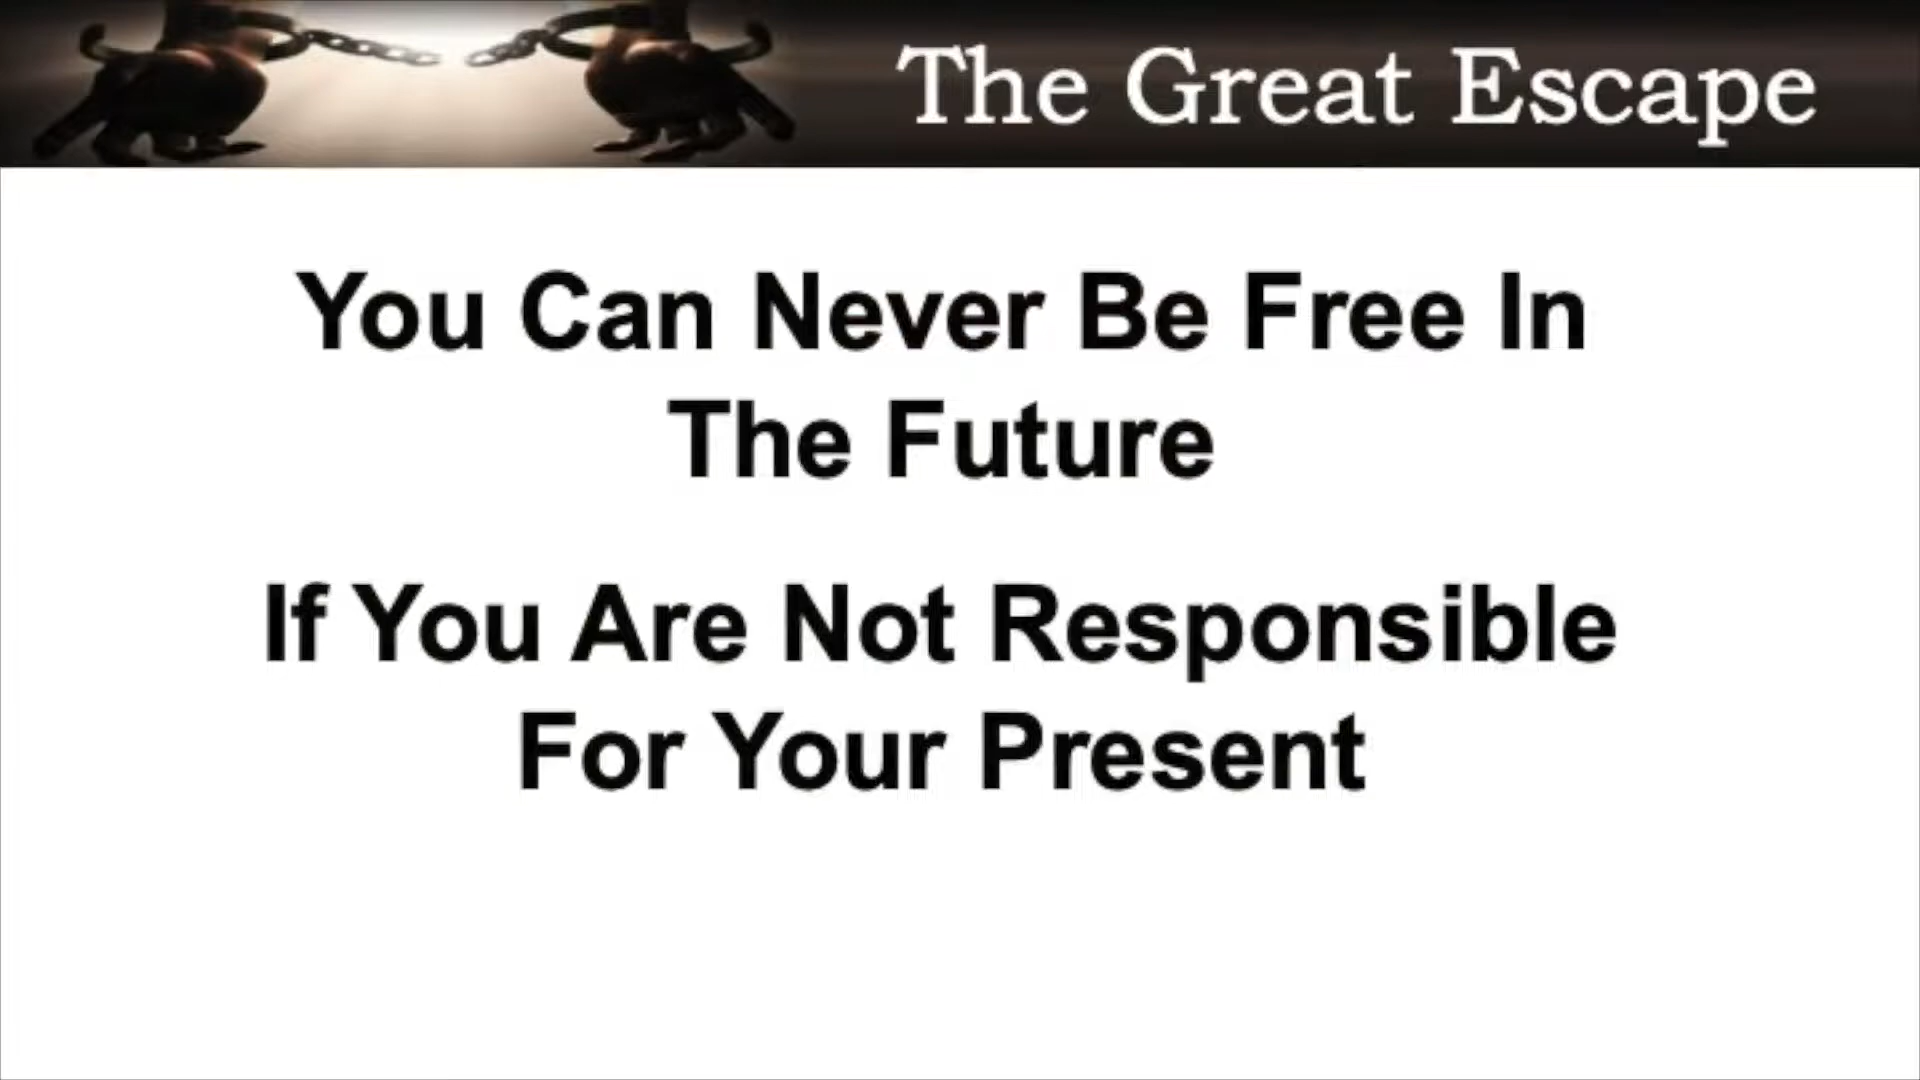 The Great Escape
You Can Never Be Free In
The Future
If You Are Not Responsible
For Your Present